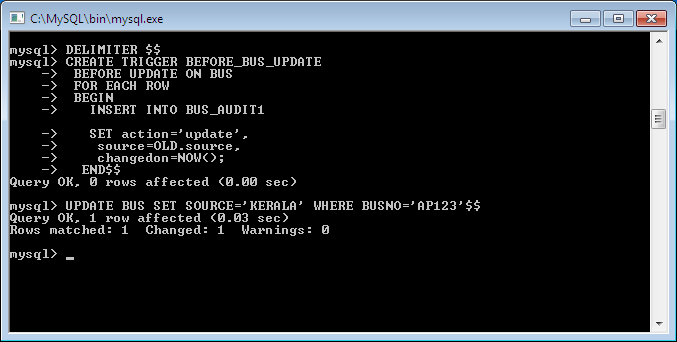 C:\MySQL\bin\mysql.exe
mysql> DELIMITER $$
mysql> CREATE TRIGGER BEFORE_BUS_UPDATE
    -> BEFORE UPDATE ON BUS
    -> FOR EACH ROW
    -> BEGIN
    -> INSERT INTO BUS_AUDIT1
    -> SET action='update',
    -> source=OLD.source,
    -> changedon=NOW();
    -> END$$
Query OK, 0 rows affected (0.00 sec)
mysql> UPDATE BUS SET SOURCE='KERALA' WHERE BUSNO='AP123'$$
Query OK, 1 row affected (0.03 sec)
Rows matched: 1  Changed: 1  Warnings: 0
mysql> _